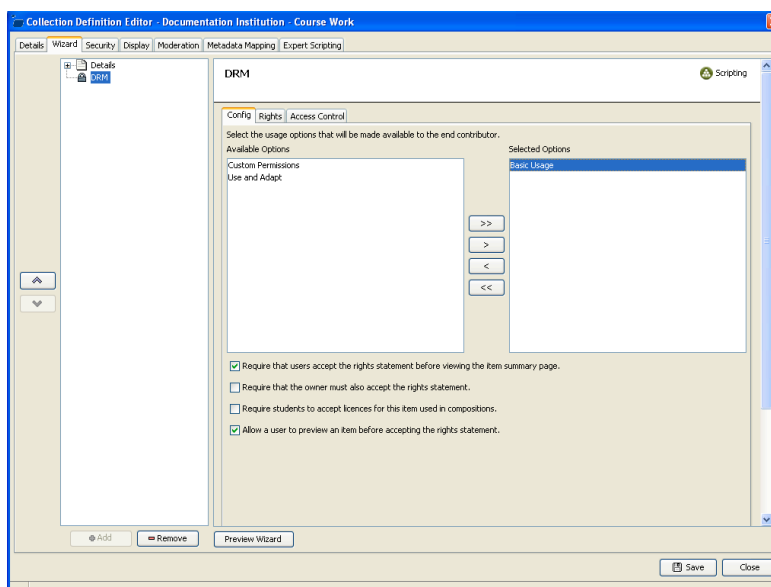 Collection Definition Editor - Documentation Institution - Course Work
Details Wizard Security Display Moderation Metadata Mapping Expert Scripting
Details
DRM
DRM
Scripting
Config Rights Access Control
Select the usage options that will be made available to the end contributor.
Available Options
Selected Options
Custom Permissions
Use and Adapt
Basic Usage
>>
>
<
<<
Require that users accept the rights statement before viewing the item summary page.
Require that the owner must also accept the rights statement.
Require students to accept licences for this item used in compositions.
Allow a user to preview an item before accepting the rights statement.
Add
Remove
Preview Wizard
Save
Close